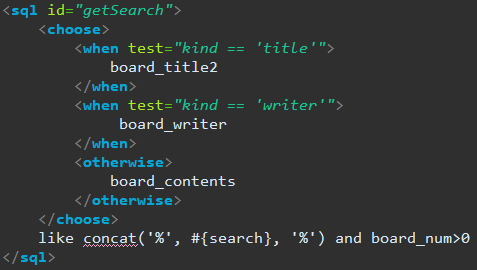 <sql id="getSearch">
<choose>
<when test="kind == 'title'">
board_title2
</when>
<when test="kind == 'writer'">
board_writer
</when>
<otherwise>
board_contents
</otherwise>
</choose>
like concat('%', #{search}, '%') and board_num>0
</sql>